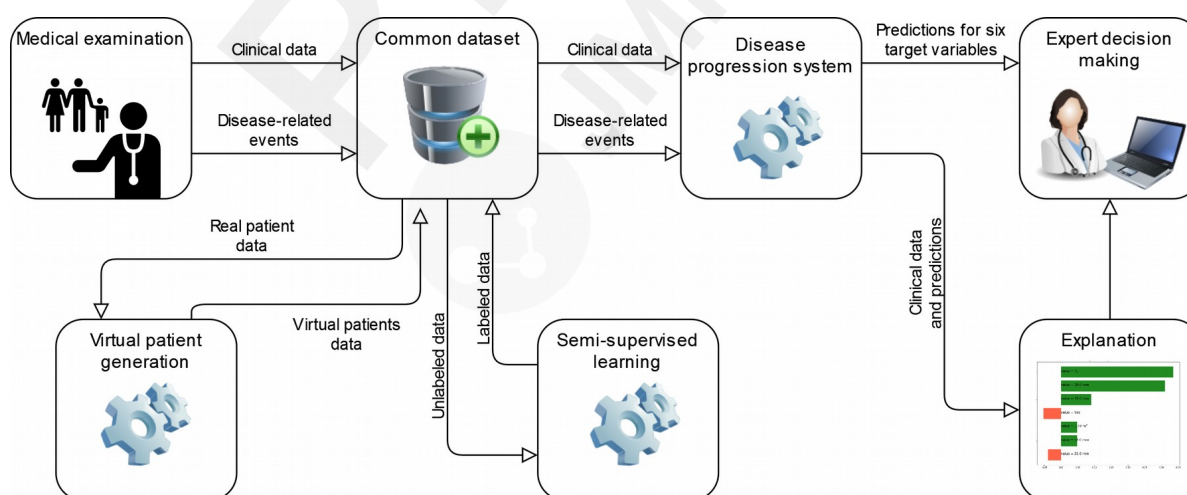 Medical examination
Clinical data
Disease-related
events
Common dataset
Clinical data
Disease-related
events
Disease
progression system
Predictions for six
target variables
Expert decision
making
Real patient
data
Virtual patients
data
Unlabeled data
Labeled data
Clinical data
and predictions
Virtual patient
generation
Semi-supervised
learning
Explanation